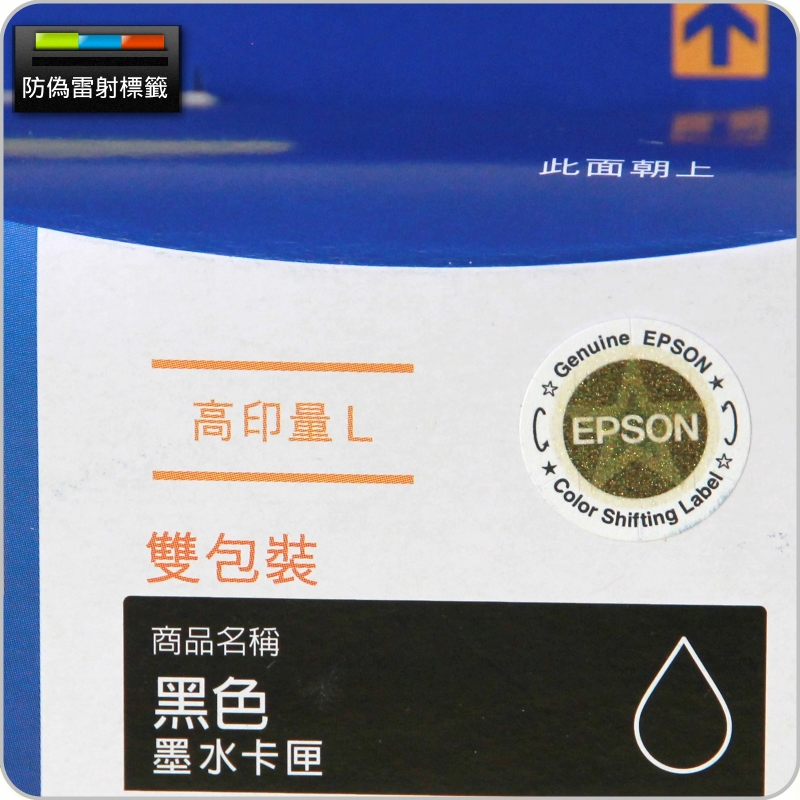 防偽雷射標籤
此面朝上
Genuine EPSON
EPSON
Color Shifting Label
高印量L
雙包裝
商品名稱
黑色
墨水卡匣